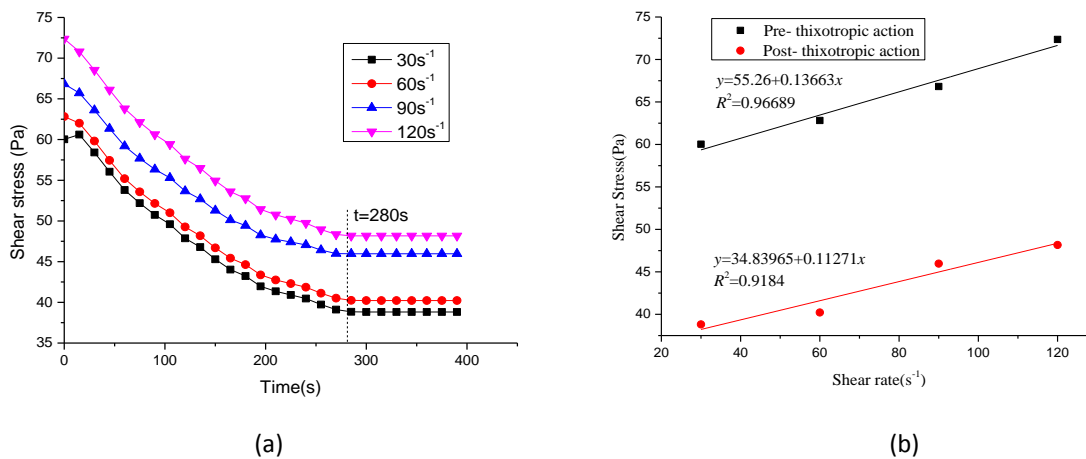 75
70
65
60
55
50
45
40
35
Shear stress (Pa)
30s⁻¹
60s⁻¹
90s⁻¹
120s⁻¹
t=280s
0 100 200 300 400
Time(s)
(a)
Pre- thixotropic action
Post- thixotropic action
y=55.26+0.13663x
R²=0.96689
y=34.83965+0.11271x
R²=0.9184
75
70
65
60
55
50
45
40
Shear Stress(Pa)
20 40 60 80 100 120
Shear rate(s⁻¹)
(b)